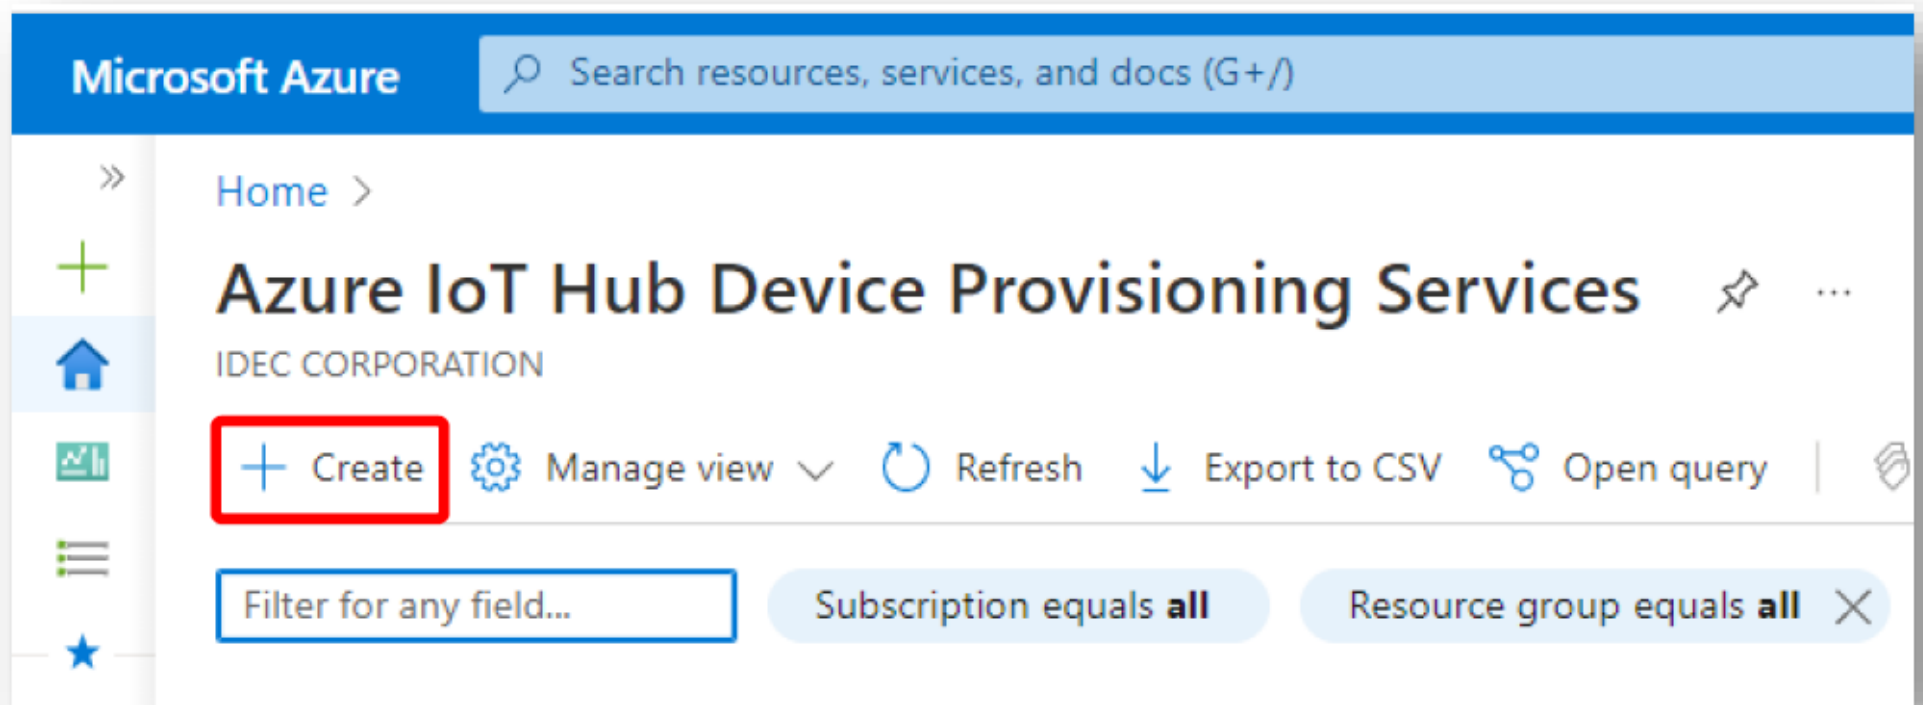 Microsoft Azure
Search resources, services, and docs (G+/)
Home >
Azure IoT Hub Device Provisioning Services ...
IDEC CORPORATION
+ Create Manage view Refresh Export to CSV Open query
Filter for any field... Subscription equals all Resource group equals all